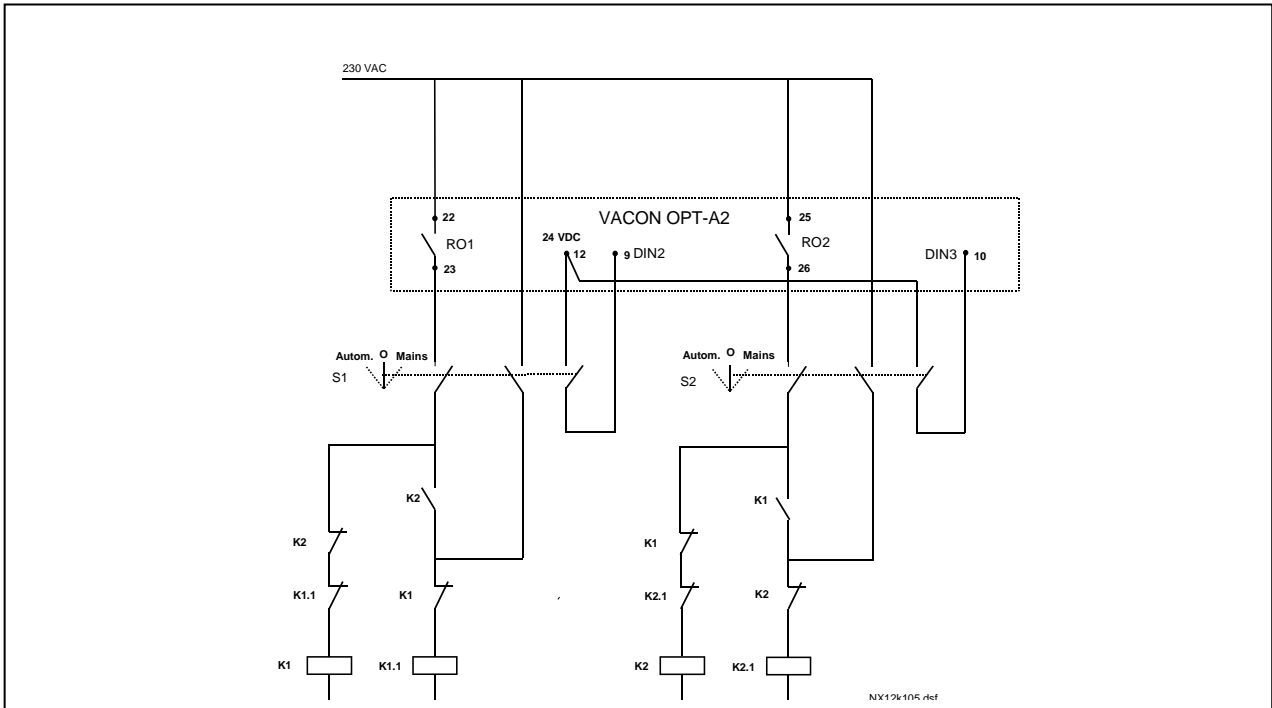 230 VAC
VACON OPT-A2
22
RO1
23
24 VDC
12
9 DIN2
25
RO2
26
DIN3 10
Autom. O Mains
S1
Autom. O Mains
S2
K2
K1
K2
K1
K1.1
K1
K2.1
K2
K1
K1.1
K2
K2.1
NX12k105.dsf